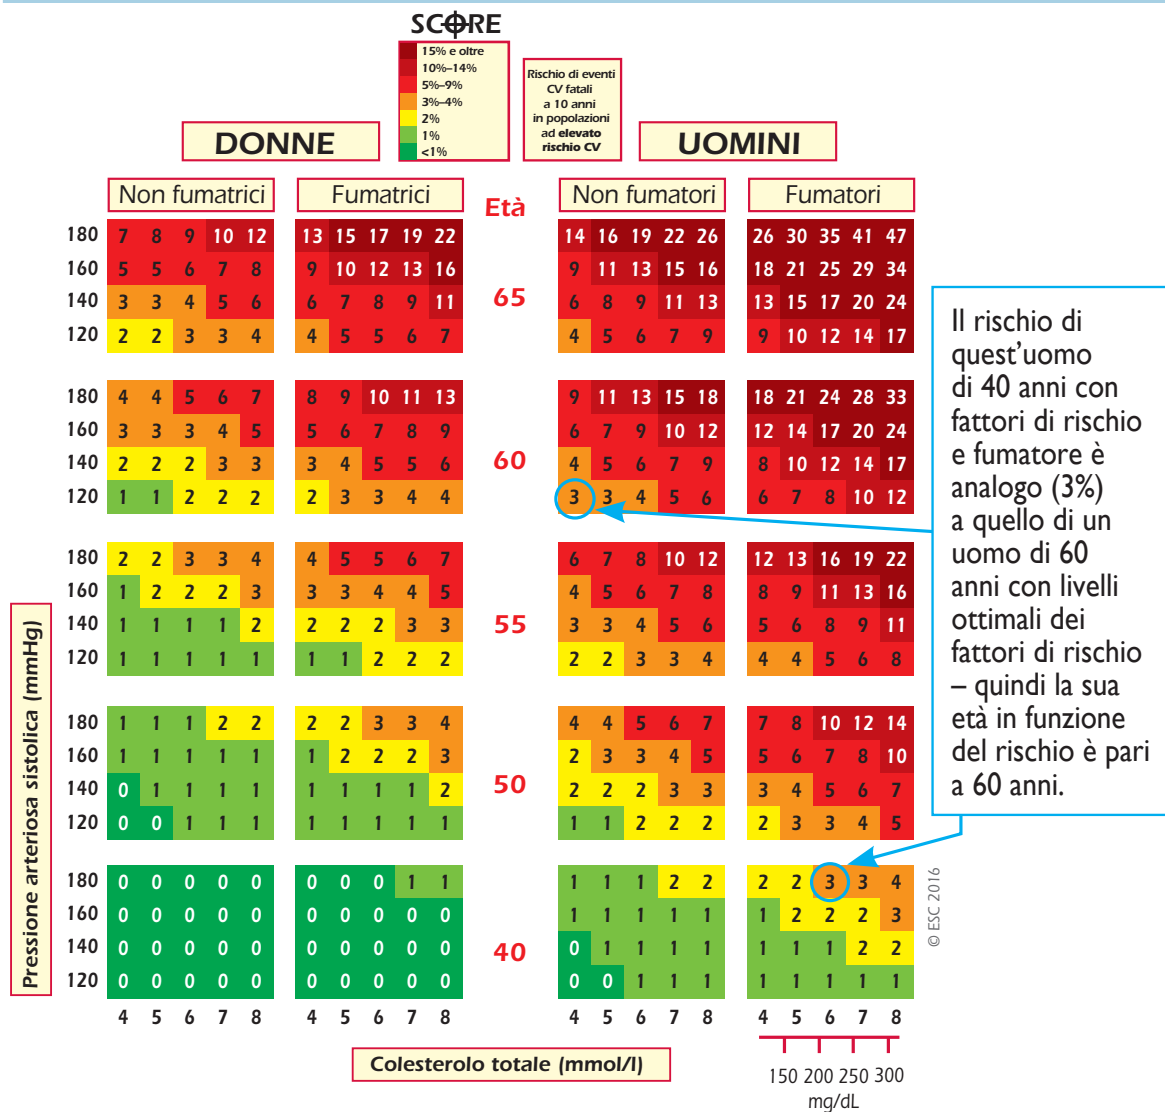 SCORE
15% e oltre
10%–14%
5%–9%
3%–4%
2%
1%
<1%
Rischio di eventi
CV fatali
a 10 anni
in popolazioni
ad elevato
rischio CV
DONNE
UOMINI
Non fumatrici
Fumatrici
Età
Non fumatori
Fumatori
180 7 8 9 10 12 13 15 17 19 22 14 16 19 22 26 26 30 35 41 47
160 5 5 6 7 8 9 10 12 13 16 9 11 13 15 16 18 21 25 29 34
65
140 3 3 4 5 6 6 7 8 9 11 6 8 9 11 13 13 15 17 20 24
120 2 2 3 3 4 4 5 5 6 7 4 5 6 7 9 9 10 12 14 17
180 4 4 5 6 7 8 9 10 11 13 9 11 13 15 18 18 21 24 28 33
160 3 3 3 4 5 5 6 7 8 9 6 7 9 10 12 12 14 17 20 24
60
140 2 2 2 3 3 3 4 5 5 6 4 5 6 7 9 8 10 12 14 17
120 1 1 2 2 2 2 3 3 4 4 3 3 4 5 6 6 7 8 10 12
180 2 2 3 3 4 4 5 5 6 7 6 7 8 10 12 12 13 16 19 22
160 1 2 2 2 3 3 3 4 4 5 4 5 6 7 8 8 9 11 13 16
55
140 1 1 1 1 2 2 2 2 3 3 3 3 4 5 6 5 6 8 9 11
120 1 1 1 1 1 1 1 2 2 2 2 2 3 3 4 4 4 5 6 8
180 1 1 1 2 2 2 2 3 3 4 4 4 5 6 7 7 8 10 12 14
160 1 1 1 1 1 1 2 2 2 3 2 3 3 4 5 5 6 7 8 10
50
140 0 1 1 1 1 1 1 1 1 2 2 2 2 3 3 3 4 5 6 7
120 0 0 1 1 1 1 1 1 1 1 1 1 2 2 2 2 3 3 4 5
180 0 0 0 0 0 0 0 0 1 1 1 1 1 2 2 2 2 3 3 4
160 0 0 0 0 0 0 0 0 0 0 1 1 1 1 1 1 2 2 2 3
40
140 0 0 0 0 0 0 0 0 0 0 0 1 1 1 1 1 1 1 2 2
120 0 0 0 0 0 0 0 0 0 0 0 0 1 1 1 1 1 1 1 1
4 5 6 7 8 4 5 6 7 8 4 5 6 7 8 4 5 6 7 8
Pressione arteriosa sistolica (mmHg)
Colesterolo totale (mmol/l)
150 200 250 300
mg/dL
Il rischio di
quest'uomo
di 40 anni con
fattori di rischio
e fumatore è
analogo (3%)
a quello di un
uomo di 60
anni con livelli
ottimali dei
fattori di rischio
– quindi la sua
età in funzione
del rischio è pari
a 60 anni.
© ESC 2016